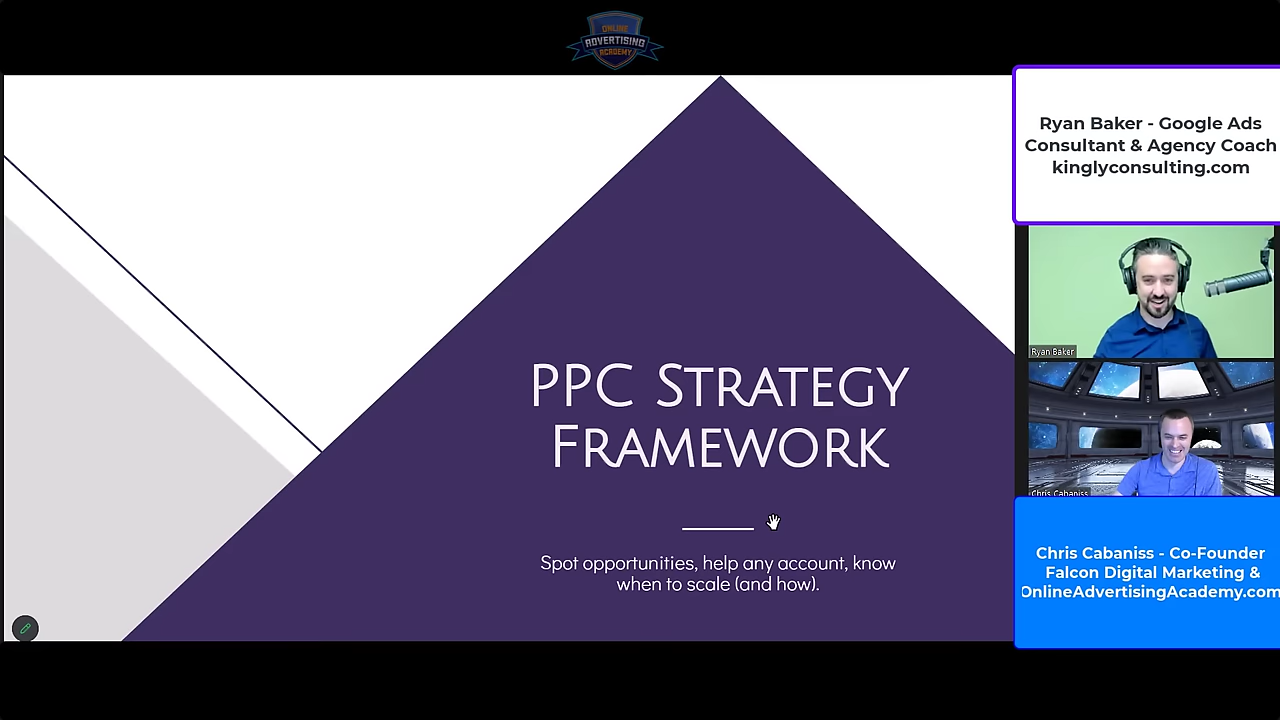 ONLINE
ADVERTISING
ACADEMY
PPC STRATEGY
FRAMEWORK
Spot opportunities, help any account, know
when to scale (and how).
Ryan Baker - Google Ads
Consultant & Agency Coach
kinglyconsulting.com
Ryan Baker
Chris Cabaniss
Chris Cabaniss - Co-Founder
Falcon Digital Marketing &
OnlineAdvertisingAcademy.com